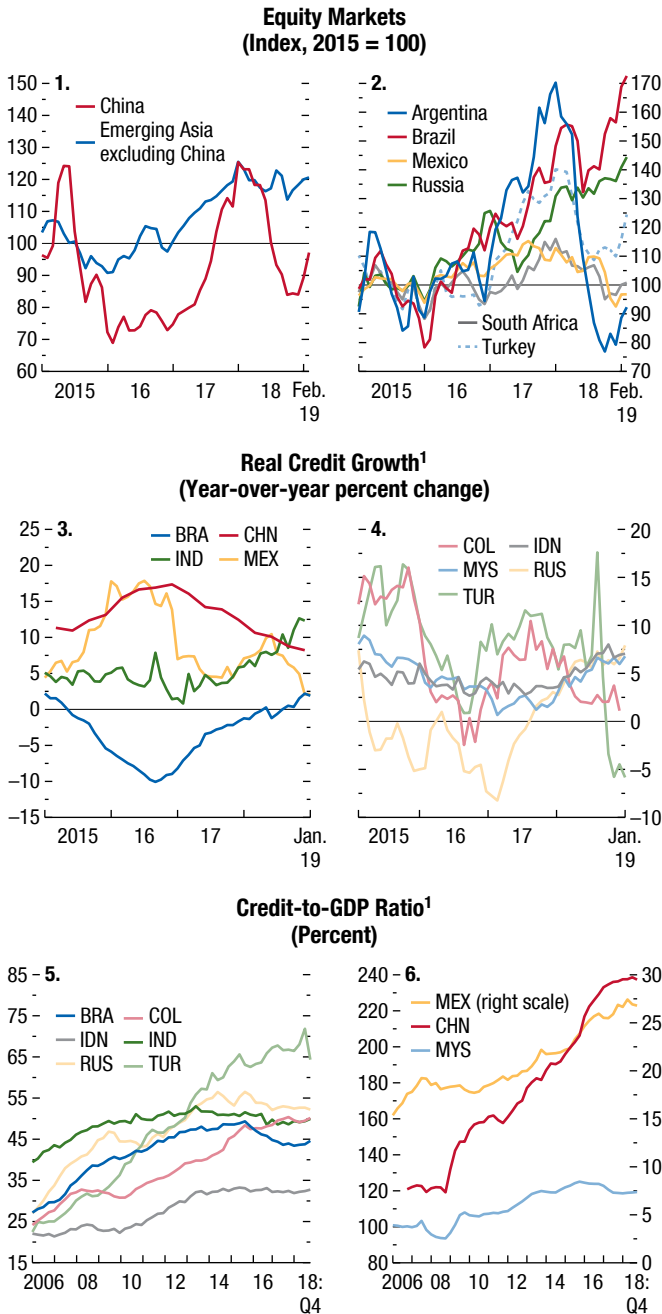 Equity Markets
(Index, 2015 = 100)
1.
China
Emerging Asia
excluding China
150
140
130
120
110
100
90
80
70
60
2015 16 17 18 Feb.
19
2.
Argentina
Brazil
Mexico
Russia
South Africa
Turkey
170
160
150
140
130
120
110
100
90
80
70
2015 16 17 18 Feb.
19
Real Credit Growth1
(Year-over-year percent change)
3.
BRA CHN
IND MEX
25
20
15
10
5
0
–5
–10
–15
2015 16 17 Jan.
19
4.
COL IDN
MYS RUS
TUR
20
15
10
5
0
–5
–10
2015 16 17 18 Jan.
19
Credit-to-GDP Ratio1
(Percent)
5.
BRA COL
IDN IND
RUS TUR
85
75
65
55
45
35
25
15
2006 08 10 12 14 16 18:
Q4
6.
MEX (right scale)
CHN
MYS
240
220
200
180
160
140
120
100
80
30
25
20
15
10
5
0
2006 08 10 12 14 16 18:
Q4